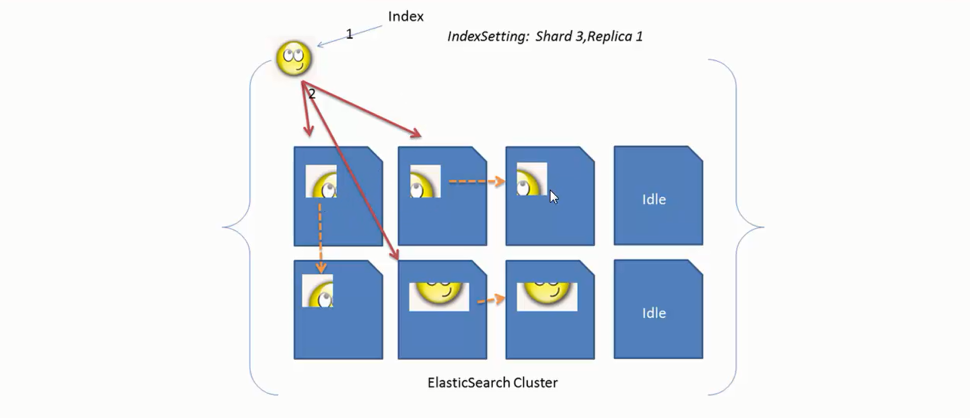 Index
1
IndexSetting: Shard 3,Replica 1
2
Idle
Idle
ElasticSearch Cluster